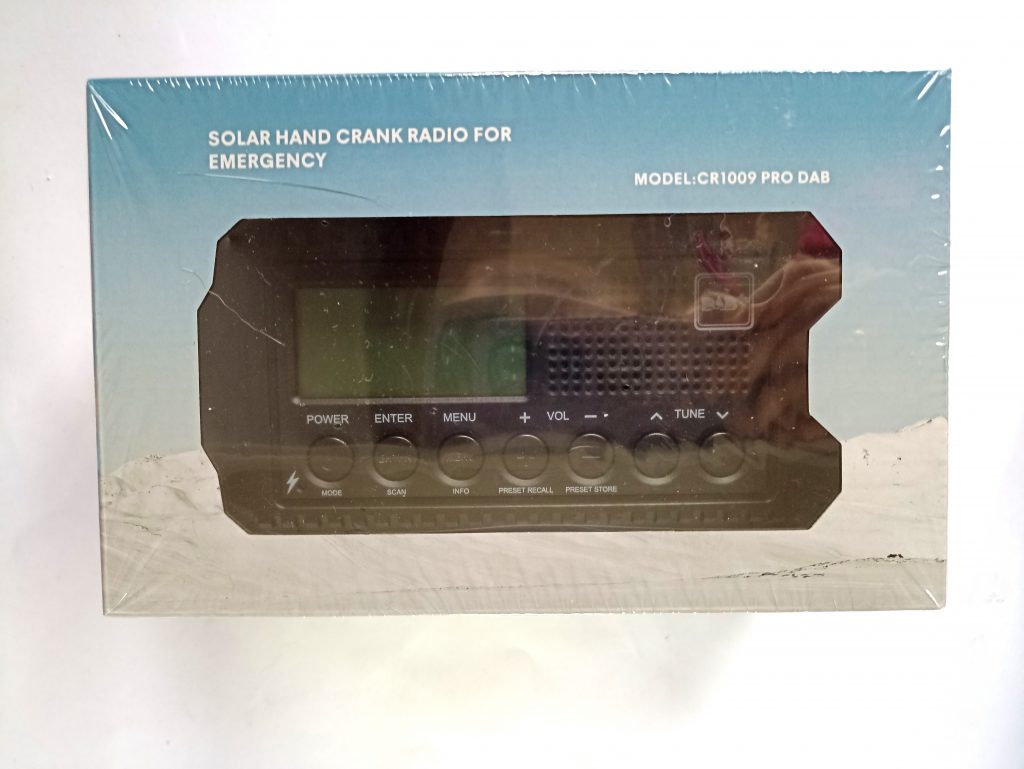 SOLAR HAND CRANK RADIO FOR
EMERGENCY
MODEL:CR1009 PRO DAB
POWER ENTER MENU + VOL — TUNE
MODE SCAN INFO PRESET RECALL PRESET STORE